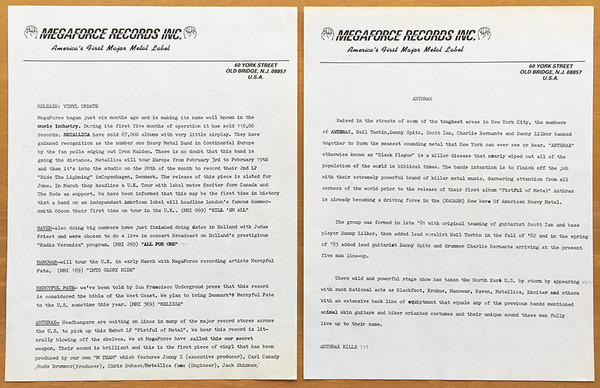 MEGAFORCE RECORDS INC.
America's First Major Metal Label
60 YORK STREET
OLD BRIDGE, N.J. 08857
U.S.A.
RELEASE: VINYL UPDATE
MegaForce began just six months ago and is making its name well known in the
music industry. During its first five months of operation it has sold 110,00
records. METALLICA have sold 67,000 albums with very little airplay. They have
gainned recognition as the number one Heavy Metal Band in Continental Europe
by the fan polls edging out Iron Maiden. There is no doubt that this band is
going the distance. Metallica will tour Europe from February 3rd to February 19th
and then it's into the studio on the 20th of the month to record their 2nd LP
"Ride The Ligtning" inCopenhagen, Denmark. The release of this piece is slated for
June. In March they headline a U.K. Tour with label mates Exciter form Canada and
The Rods as support. We have been informed that this may be the first time in history
that a band on an independent American label will headline London's famous Hammer-
smith Odeon their first time on tour in the U.K.. (MRI 069) "KILL 'EM ALL"
RAVEN-also doing big numbers have just finished doing dates in Holland with Judas
Priest and were choosen to do a live in concert Broadcast on Holland's prestigious
"Radio Veronica" program. (MRI 269) "ALL FOR ONE"
MANOWAR-will tour the U.K. in early March with MegaForce recording artists Mercyful
Fate. (MRI 169) "INTO GLORY RIDE"
MERCYFUL FATE- we've been told by San Francisco Undergroud press that this record
is considered the bible of the West Coast. We plan to bring Denmark's Mercyful Fate
to the U.S. sometime this year. (MRI 369) "MELISSA"
ANTHRAX- Headbangers are waiting on lines in many of the major record stores across
the U.S. to pick up this Debut LP "Fistful of Metal". We hear this record is lit-
erally blowing off the shelves. We at MegaForce have called this our secret
weapon. Their sound is brilliant and this is the first piece of vinyl that has been
produced by our own "M TEAM" which features Jonny Z (executive producer), Carl Canady
/Rods Drummer(Producer), Chris Bubacz/Metallica fame (Engineer), Jack Skinner/
MEGAFORCE RECORDS INC.
America's First Major Metal Label
60 YORK STREET
OLD BRIDGE, N.J. 08857
U.S.A.
ANTHRAX
Raised in the streets of some of the toughest areas in New York City, the members
of ANTHRAX, Neil Turbin,Danny Spitz, Scott Ian, Charlie Bernante and Danny Lilker banned
together to form the meanest sounding metal that New York can ever see or hear. "ANTHRAX"
otherwise known as "Black Plague" is a killer disease that nearly wiped out all of the
population of the world in biblical times. The bands intention is to finish off the job
with their extremely powerful brand of killer metal music. Garnering attention from all
corners of the world prior to the release of their first album "Fistful of Metal" Anthrax
is already becoming a driving force in the (NWOAHM) New Wave Of American Heavy Metal.
The group was formed in late '81 with original teaming of guitarist Scott Ian and bass
player Danny Lilker, then added lead vocalist Neil Turbin in the fall of '82 and in the spring
of '83 added lead guitarist Danny Spitz and drummer Charlie Bernante arriving at the present
five man line-up.
There wild and powerful stage show has taken the North East U.S. by storm by appearing
with such National acts as Blackfoot, Krokus, Manowar, Raven, Metallica, Exciter and others
with an extensive back line of equiptment that equals any of the previous bands mentioned
animal skin guitars and biker oriented costumes and their unique sound these men fully
live up to their name.
ANTHRAX KILLS !!!